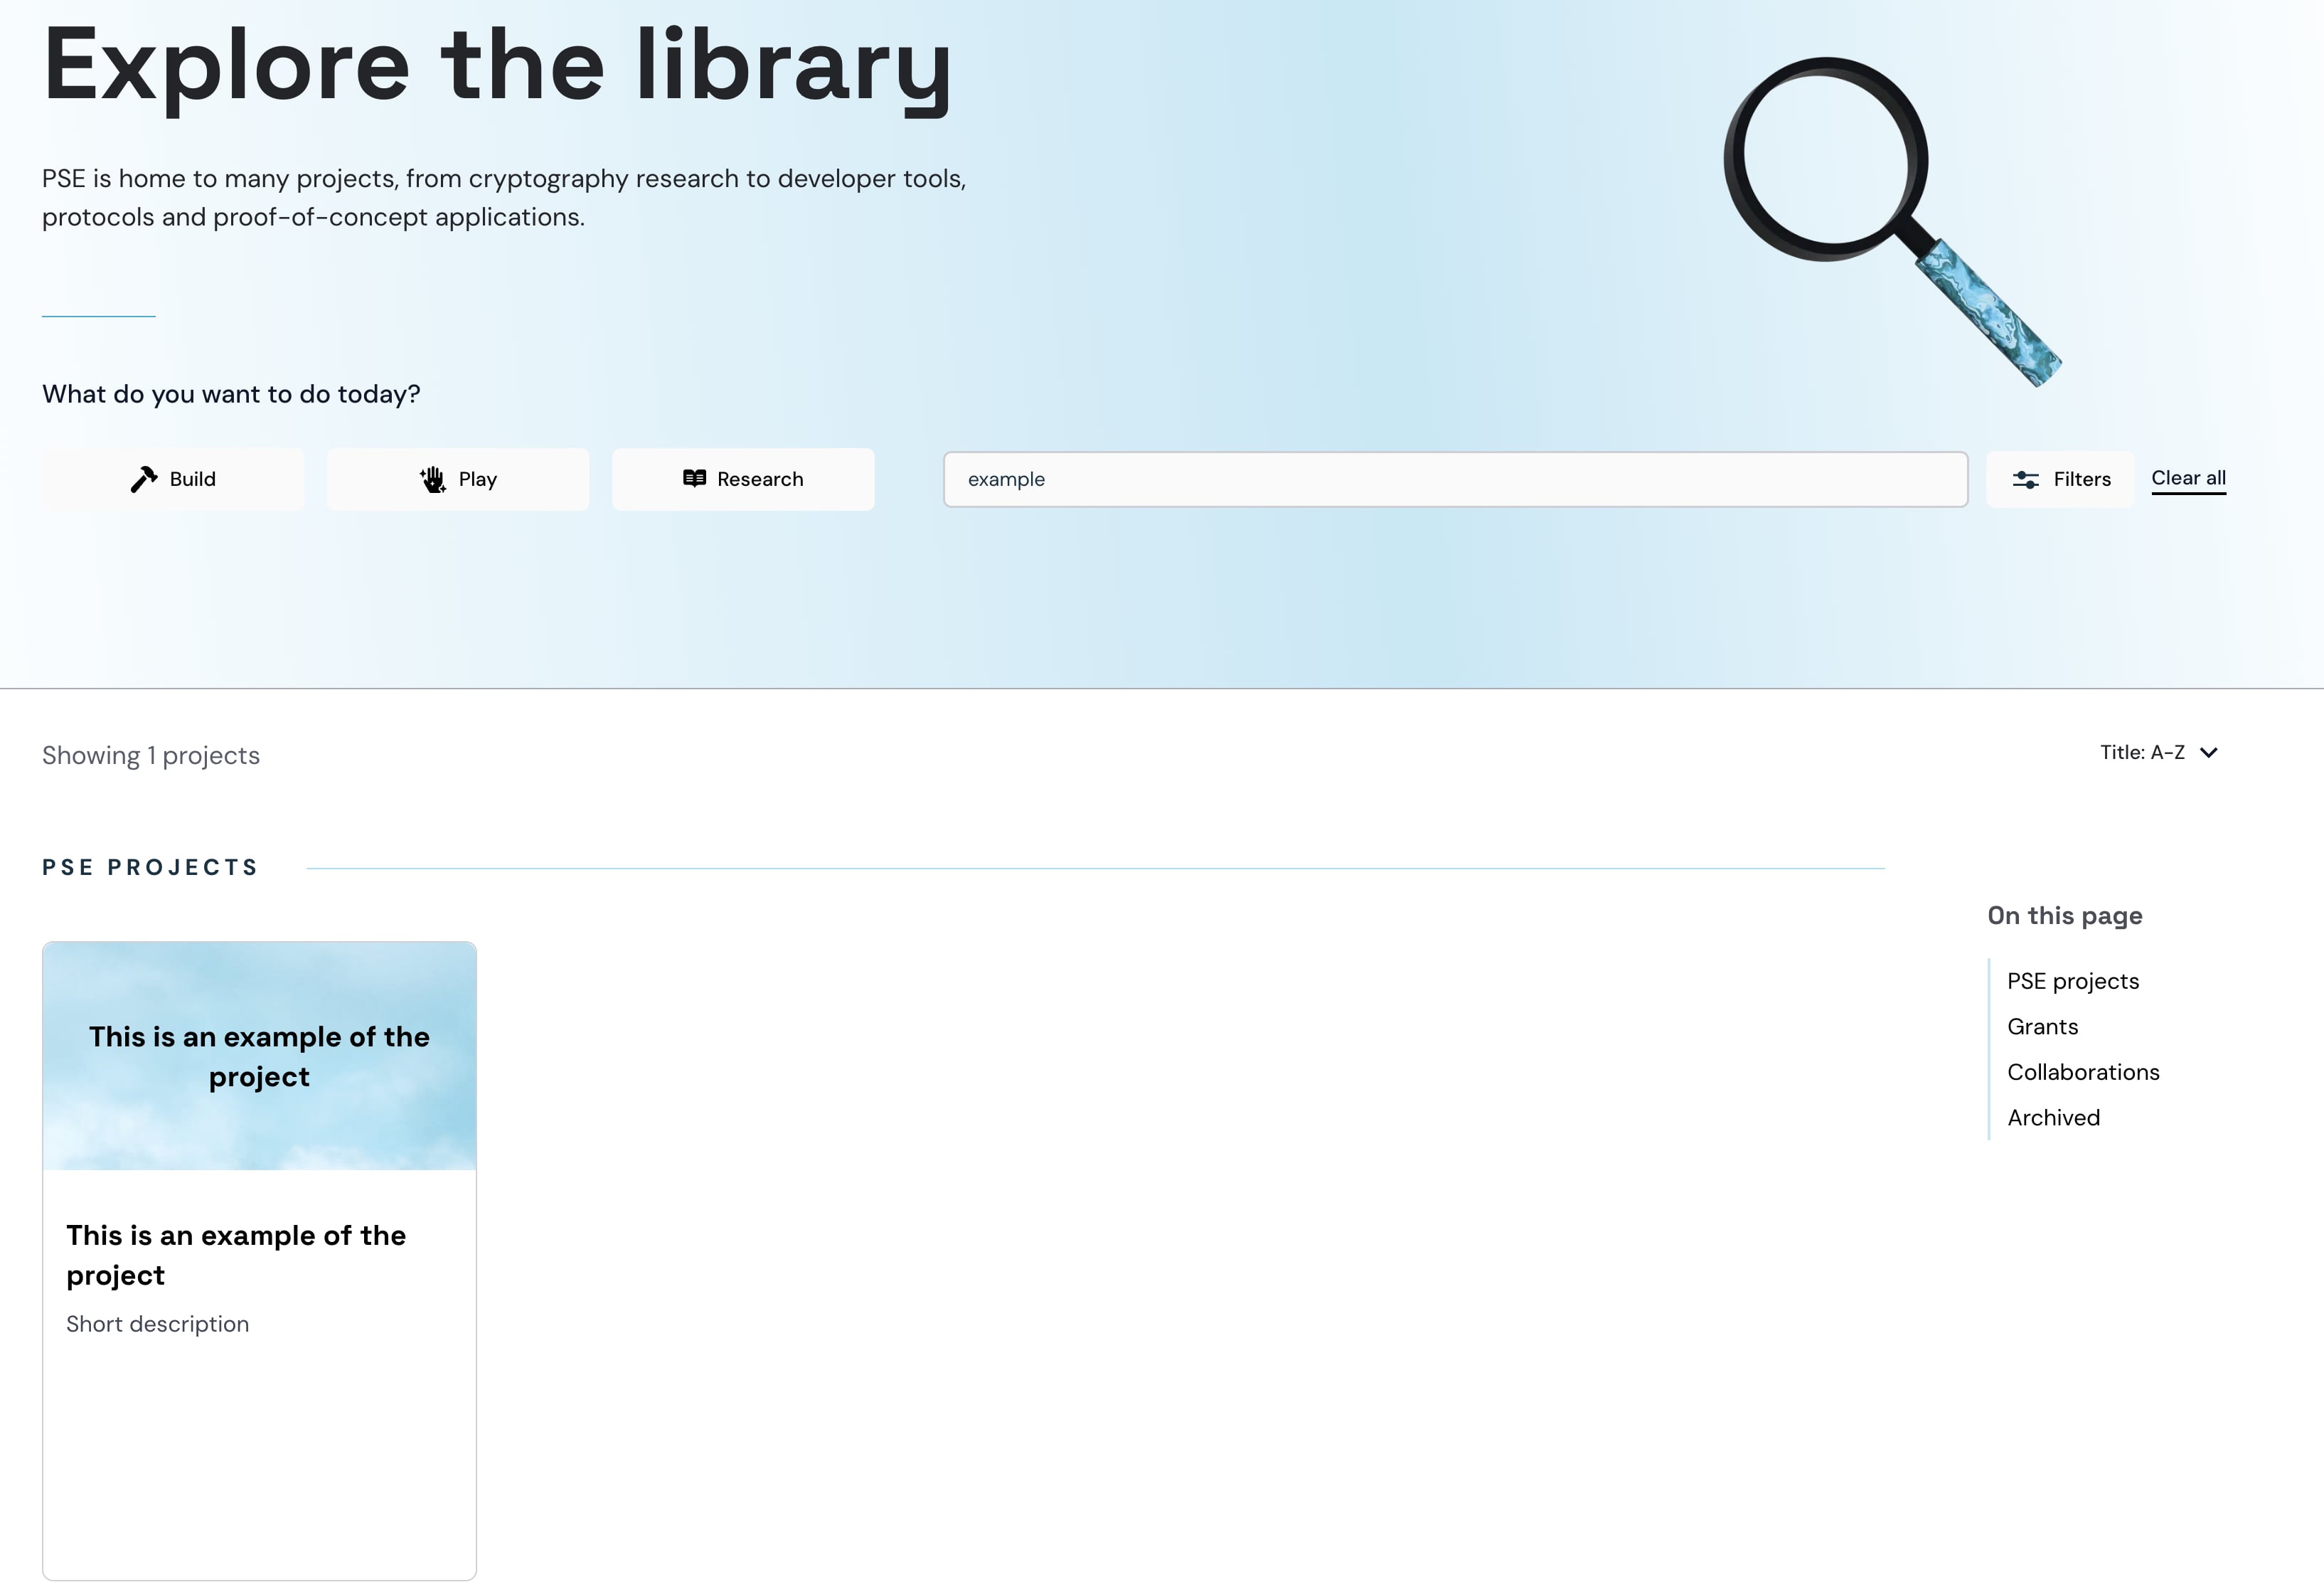 Explore the library
PSE is home to many projects, from cryptography research to developer tools,
protocols and proof-of-concept applications.
What do you want to do today?
Build
Play
Research
example
Filters
Clear all
Showing 1 projects
Title: A-Z
PSE PROJECTS
This is an example of the
project
This is an example of the
project
Short description
On this page
PSE projects
Grants
Collaborations
Archived